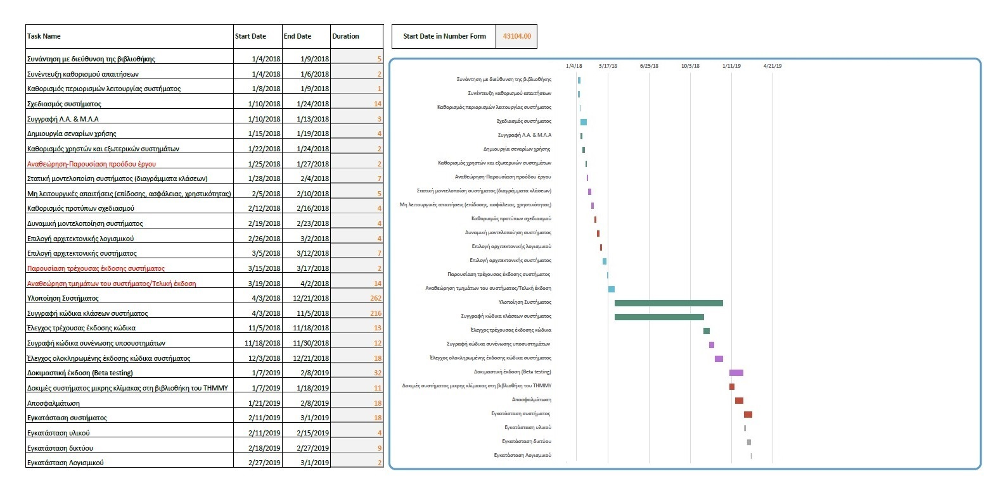 Task Name Start Date End Date Duration
Start Date in Number Form 43104.00
Συνάντηση με διεύθυνση της βιβλιοθήκης 1/4/2018 1/9/2018 5
Συνέντευξη καθορισμού απαιτήσεων 1/4/2018 1/6/2018 2
Καθορισμός περιορισμών λειτουργίας συστήματος 1/8/2018 1/9/2018 1
Σχεδιασμός συστήματος 1/10/2018 1/24/2018 14
Συγγραφή Λ.Α. & Μ.Λ.Α 1/10/2018 1/13/2018 3
Δημιουργία σεναρίων χρήσης 1/15/2018 1/19/2018 4
Καθορισμός χρηστών και εξωτερικών συστημάτων 1/22/2018 1/24/2018 2
Αναθεώρηση-Παρουσίαση προόδου έργου 1/25/2018 1/27/2018 2
Στατική μοντελοποίση συστήματος (διαγράμματα κλάσεων) 1/28/2018 2/4/2018 7
Μη λειτουργικές απαιτήσεις (επίδοσης, ασφάλειας, χρηστικότητας) 2/5/2018 2/10/2018 5
Καθορισμός προτύπων σχεδιασμού 2/12/2018 2/16/2018 4
Δυναμική μοντελοποίηση συστήματος 2/19/2018 2/23/2018 4
Επιλογή αρχιτεκτονικής λογισμικού 2/26/2018 3/2/2018 4
Επιλογή αρχιτεκτονικής συστήματος 3/5/2018 3/12/2018 7
Παρουσίαση τρέχουσας έκδοσης συστήματος 3/15/2018 3/17/2018 2
Αναθεώρηση τμημάτων του συστήματος/Τελική έκδοση 3/19/2018 4/2/2018 14
Υλοποίηση Συστήματος 4/3/2018 12/21/2018 262
Συγγραφή κώδικα κλάσεων συστήματος 4/3/2018 11/5/2018 216
Έλεγχος τρέχουσας έκδοσης κώδικα 11/5/2018 11/18/2018 13
Συγραφή κώδικα συνένωσης υποσυστημάτων 11/18/2018 11/30/2018 12
Έλεγχος ολοκληρωμένης έκδοσης κώδικα συστήματος 12/3/2018 12/21/2018 18
Δοκιμαστική έκδοση (Beta testing) 1/7/2019 2/8/2019 32
Δοκιμές συστήματος μικρης κλίμακας στη βιβλιοθήκη του ΤΗΜΜΥ 1/7/2019 1/18/2019 11
Αποσφαλμάτωση 1/21/2019 2/8/2019 18
Εγκατάσταση συστήματος 2/11/2019 3/1/2019 18
Εγκατάσταση υλικού 2/11/2019 2/15/2019 4
Εγκατάσταση δικτύου 2/18/2019 2/27/2019 9
Εγκατάσταση Λογισμικού 2/27/2019 3/1/2019 2
1/4/18 3/17/18 6/25/18 10/3/18 1/11/19 4/21/19
Συνάντηση με διεύθυνση της βιβλιοθήκης
Συνέντευξη καθορισμού απαιτήσεων
Καθορισμός περιορισμών λειτουργίας συστήματος
Σχεδιασμός συστήματος
Συγγραφή Λ.Α. & Μ.Λ.Α
Δημιουργία σεναρίων χρήσης
Καθορισμός χρηστών και εξωτερικών συστημάτων
Αναθεώρηση-Παρουσίαση προόδου έργου
Στατική μοντελοποίση συστήματος (διαγράμματα κλάσεων)
Μη λειτουργικές απαιτήσεις (επίδοσης, ασφάλειας, χρηστικότητας)
Καθορισμός προτύπων σχεδιασμού
Δυναμική μοντελοποίηση συστήματος
Επιλογή αρχιτεκτονικής λογισμικού
Επιλογή αρχιτεκτονικής συστήματος
Παρουσίαση τρέχουσας έκδοσης συστήματος
Αναθεώρηση τμημάτων του συστήματος/Τελική έκδοση
Υλοποίηση Συστήματος
Συγγραφή κώδικα κλάσεων συστήματος
Έλεγχος τρέχουσας έκδοσης κώδικα
Συγραφή κώδικα συνένωσης υποσυστημάτων
Έλεγχος ολοκληρωμένης έκδοσης κώδικα συστήματος
Δοκιμαστική έκδοση (Beta testing)
Δοκιμές συστήματος μικρης κλίμακας στη βιβλιοθήκη του ΤΗΜΜΥ
Αποσφαλμάτωση
Εγκατάσταση συστήματος
Εγκατάσταση υλικού
Εγκατάσταση δικτύου
Εγκατάσταση Λογισμικού